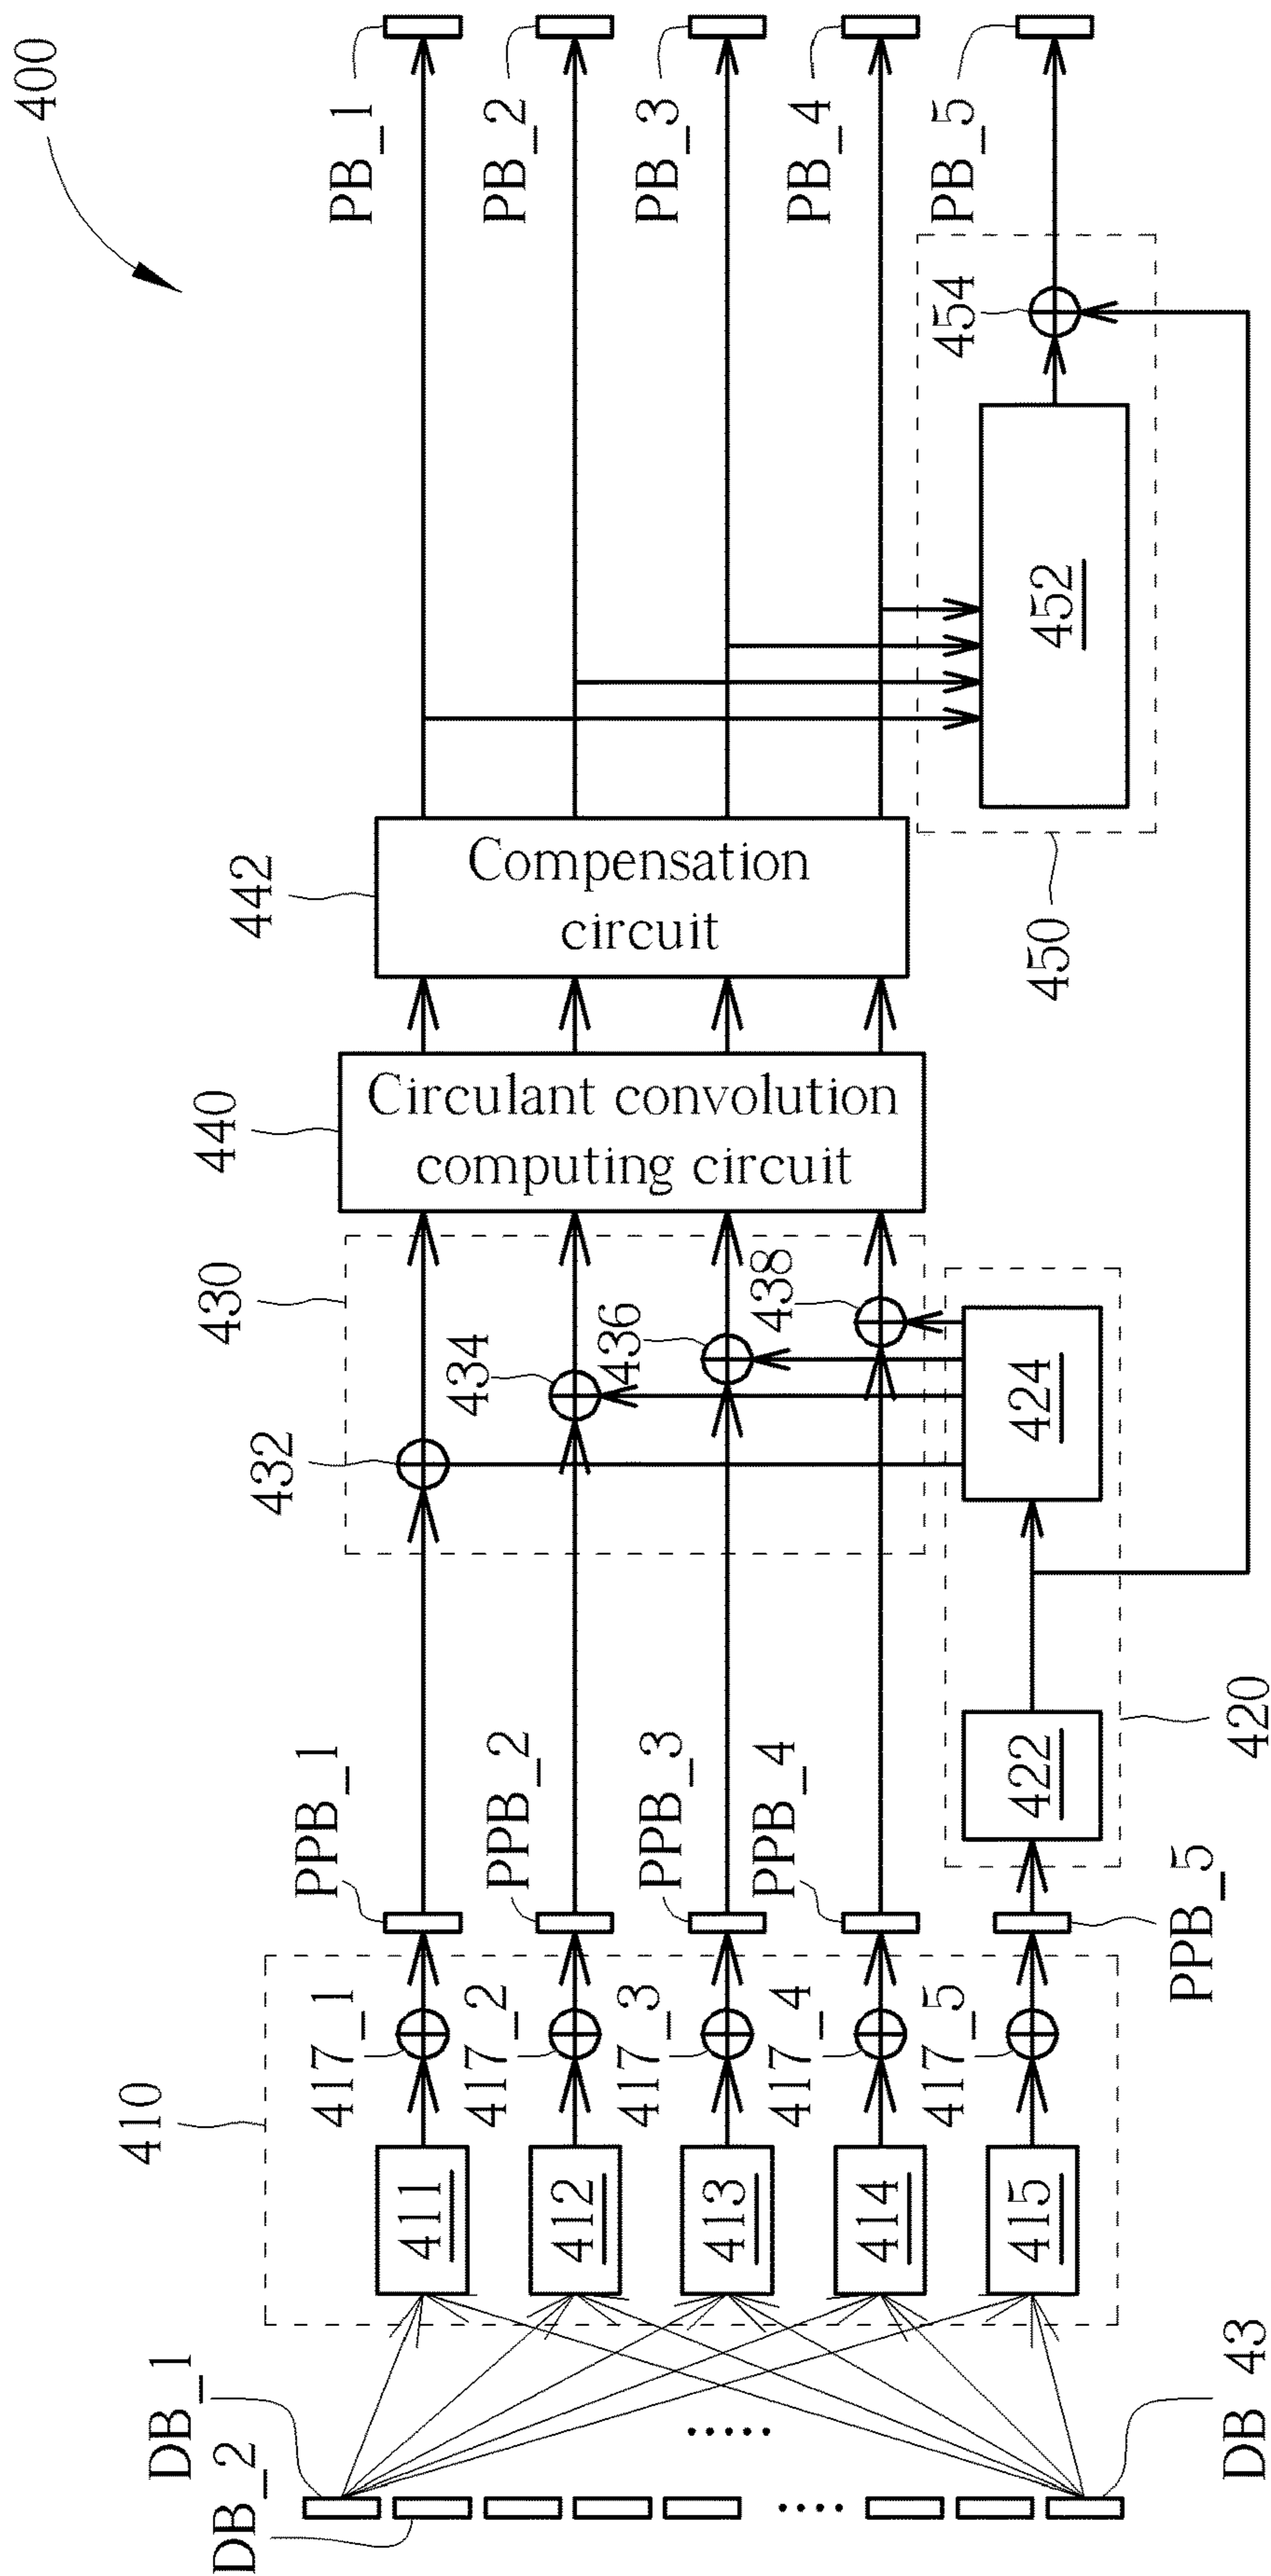 400
DB_1
DB_2
DB 43
410
411
412
413
414
415
417_1
417_2
417_3
417_4
417_5
PPB_1
PPB_2
PPB_3
PPB_4
PPB_5
420
422
424
430
432
434
436
438
440
Circulant convolution
computing circuit
442
Compensation
circuit
450
452
454
PB_1
PB_2
PB_3
PB_4
PB_5